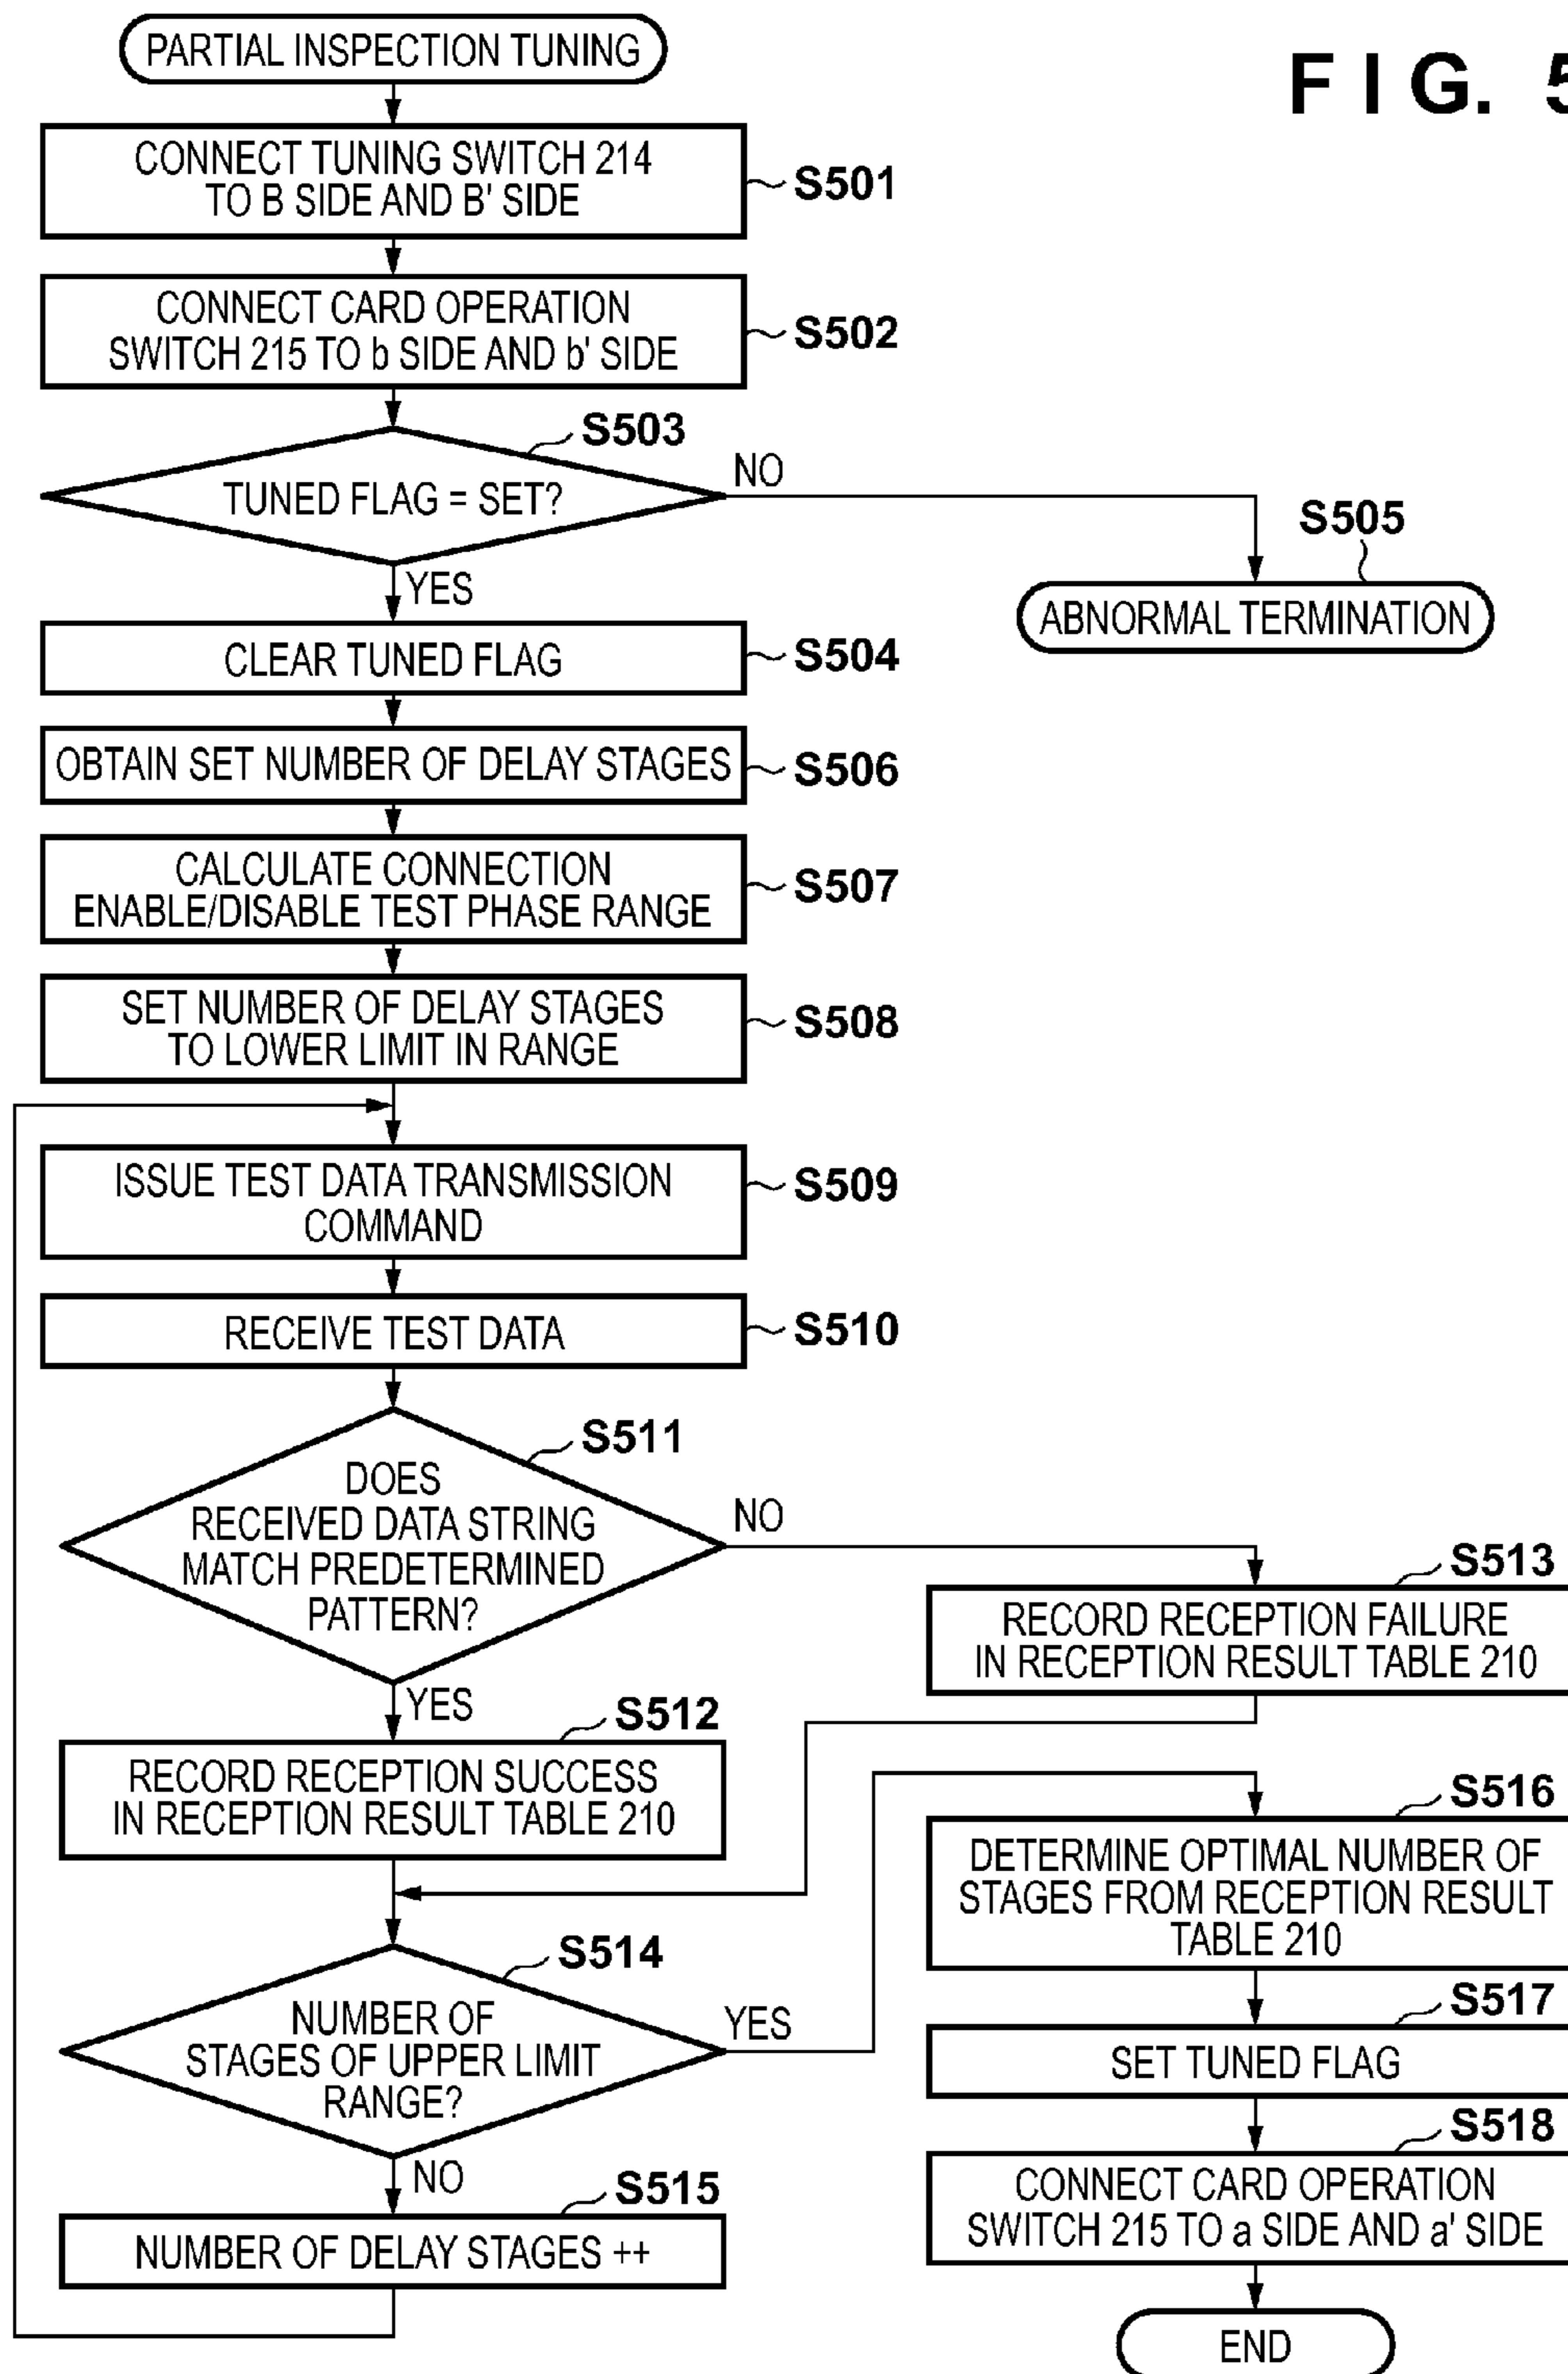 FIG. 5
PARTIAL INSPECTION TUNING
CONNECT TUNING SWITCH 214
TO B SIDE AND B' SIDE
S501
CONNECT CARD OPERATION
SWITCH 215 TO b SIDE AND b' SIDE
S502
S503
TUNED FLAG = SET?
NO
YES
S505
ABNORMAL TERMINATION
CLEAR TUNED FLAG
S504
OBTAIN SET NUMBER OF DELAY STAGES
S506
CALCULATE CONNECTION
ENABLE/DISABLE TEST PHASE RANGE
S507
SET NUMBER OF DELAY STAGES
TO LOWER LIMIT IN RANGE
S508
ISSUE TEST DATA TRANSMISSION
COMMAND
S509
RECEIVE TEST DATA
S510
S511
DOES
RECEIVED DATA STRING
MATCH PREDETERMINED
PATTERN?
NO
YES
S513
RECORD RECEPTION FAILURE
IN RECEPTION RESULT TABLE 210
S512
RECORD RECEPTION SUCCESS
IN RECEPTION RESULT TABLE 210
S514
NUMBER OF
STAGES OF UPPER LIMIT
RANGE?
YES
NO
S515
NUMBER OF DELAY STAGES ++
S516
DETERMINE OPTIMAL NUMBER OF
STAGES FROM RECEPTION RESULT
TABLE 210
S517
SET TUNED FLAG
S518
CONNECT CARD OPERATION
SWITCH 215 TO a SIDE AND a' SIDE
END